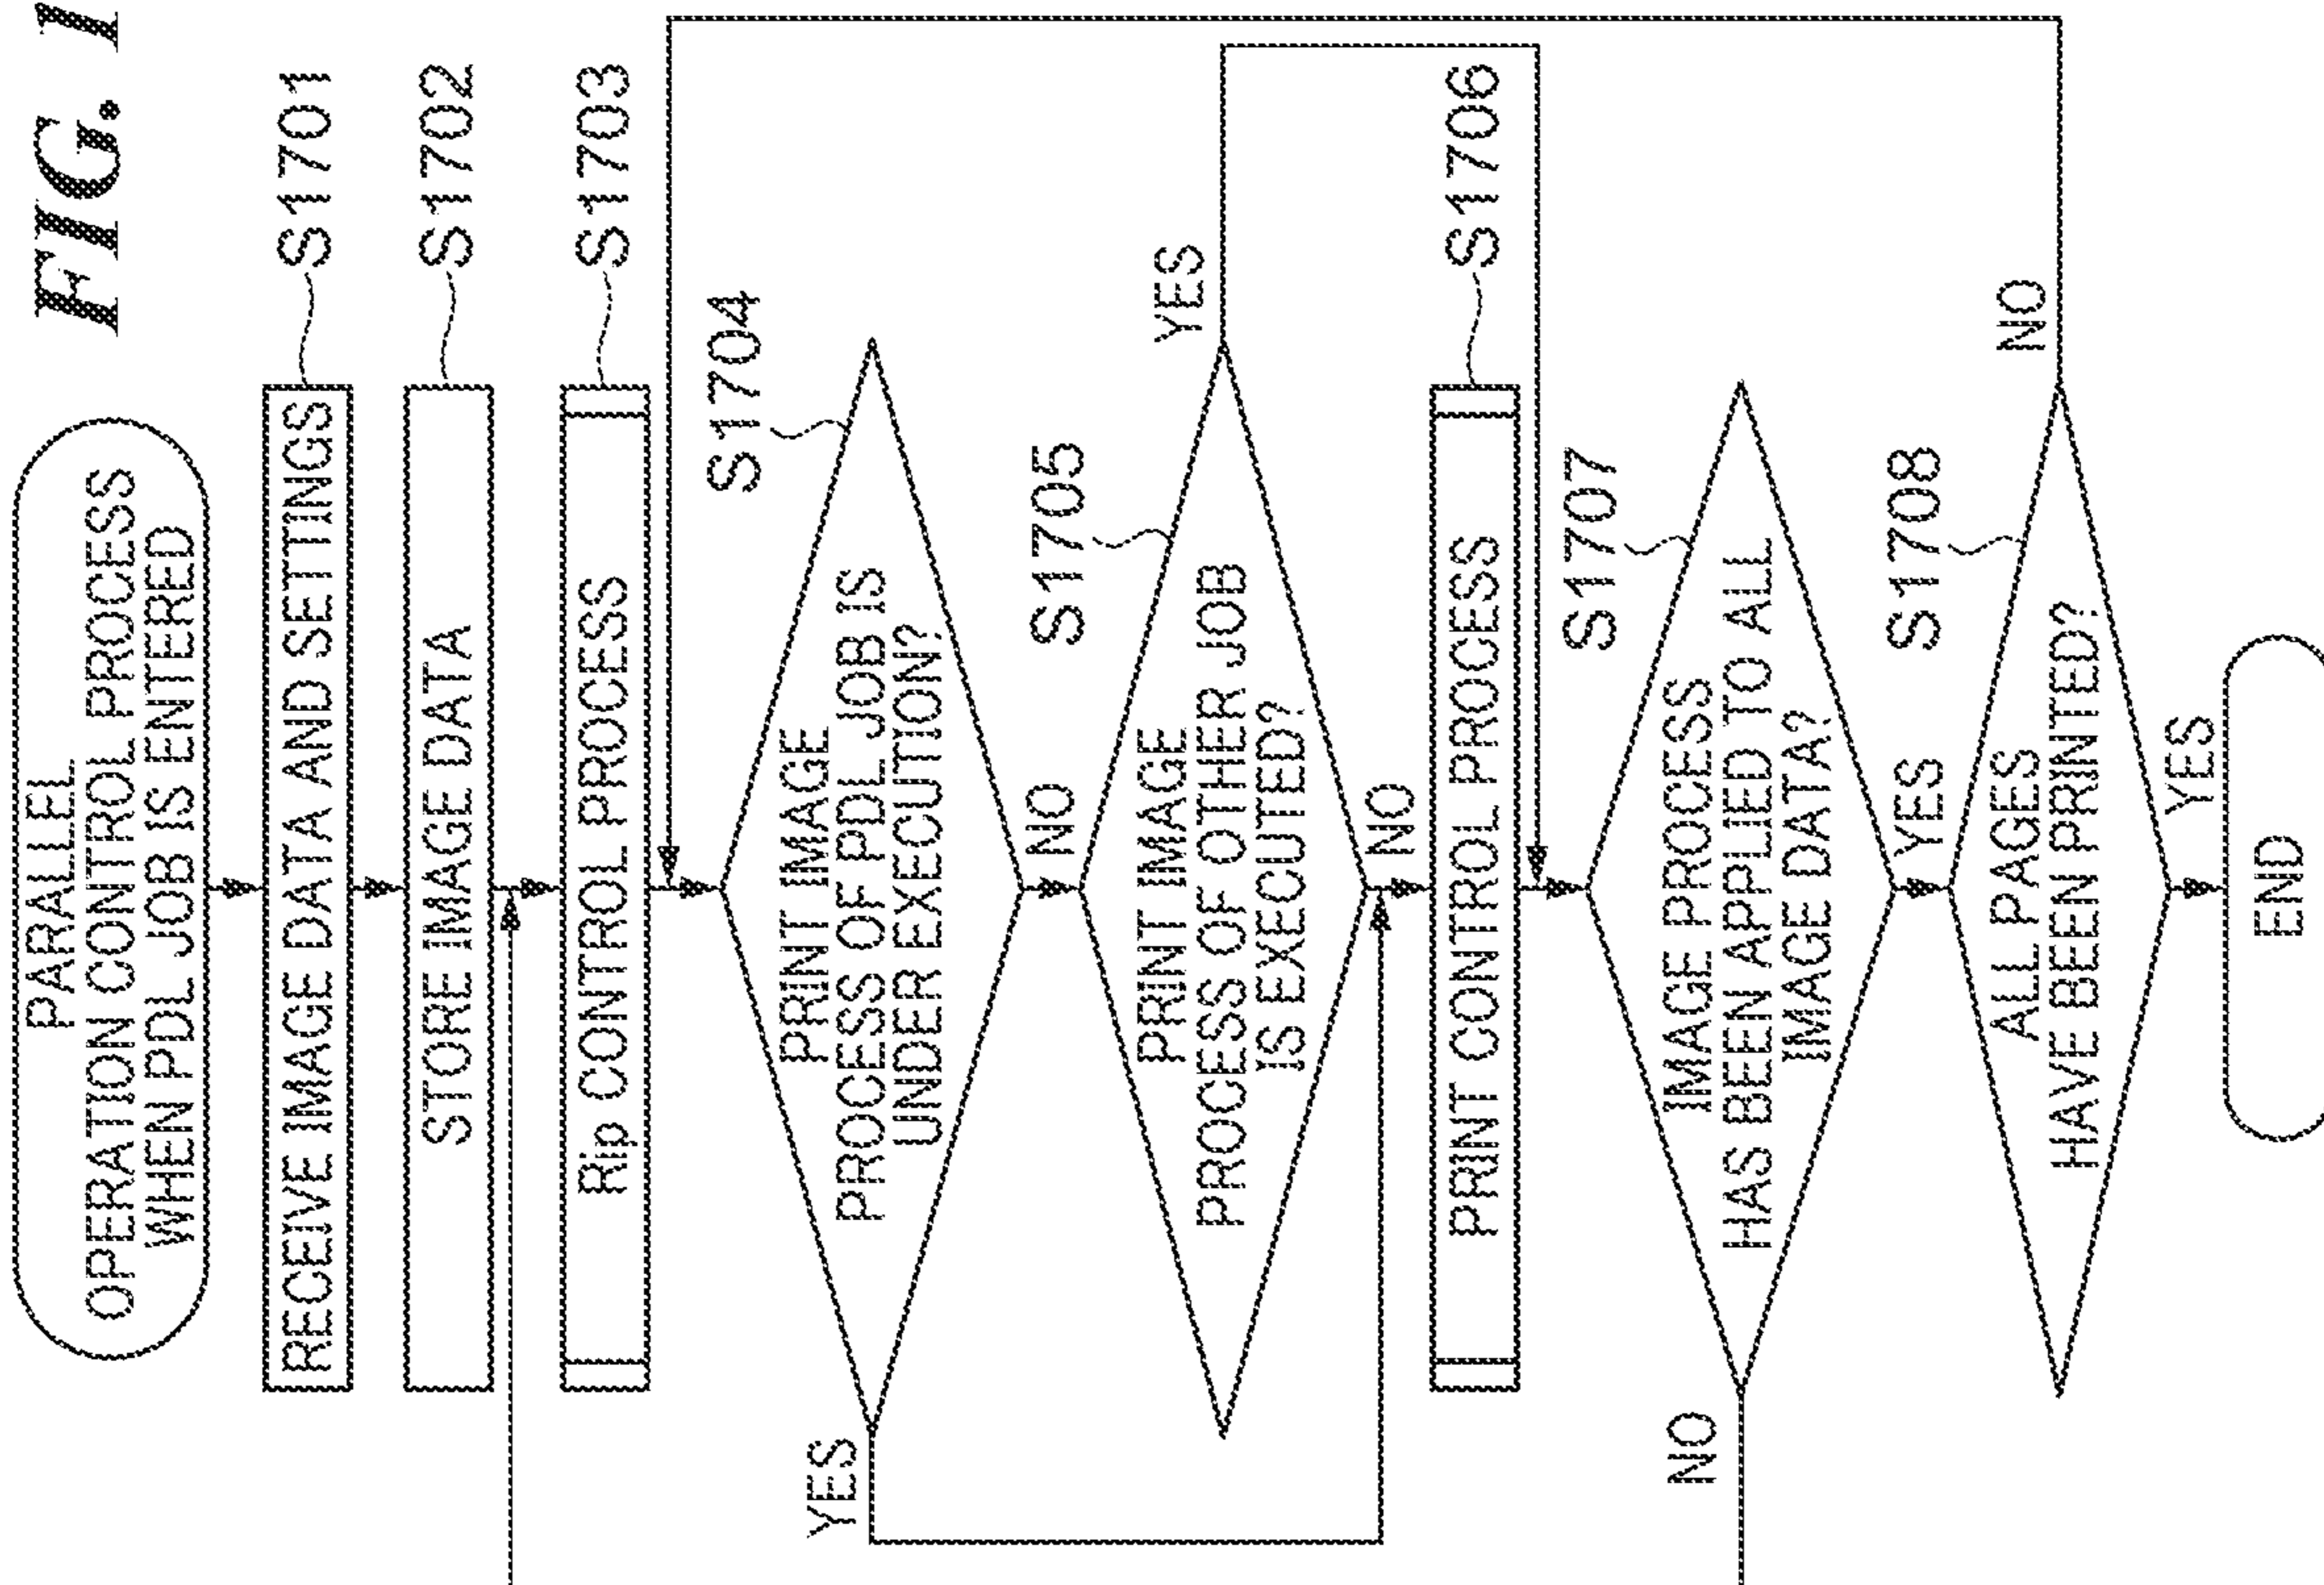 FIG. 1
PARALLEL
OPERATION CONTROL PROCESS
WHEN PDL JOB IS ENTERED
RECEIVE IMAGE DATA AND SETTINGS
S1701
STORE IMAGE DATA
S1702
Rip CONTROL PROCESS
S1703
S1704
PRINT IMAGE
PROCESS OF PDL JOB IS
UNDER EXECUTION?
YES
NO
S1705
PRINT IMAGE
PROCESS OF OTHER JOB
IS EXECUTED?
YES
NO
PRINT CONTROL PROCESS
S1706
S1707
IMAGE PROCESS
HAS BEEN APPLIED TO ALL
IMAGE DATA?
NO
YES
S1708
ALL PAGES
HAVE BEEN PRINTED?
NO
YES
END